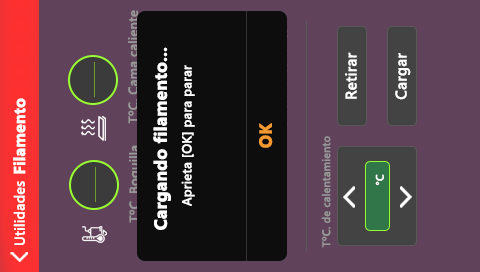 Utilidades Filamento
T°C. Boquilla
T°C. Cama caliente
Cargando filamento...
Aprieta [OK] para parar
OK
T°C. de calentamiento
°C
Retirar
Cargar